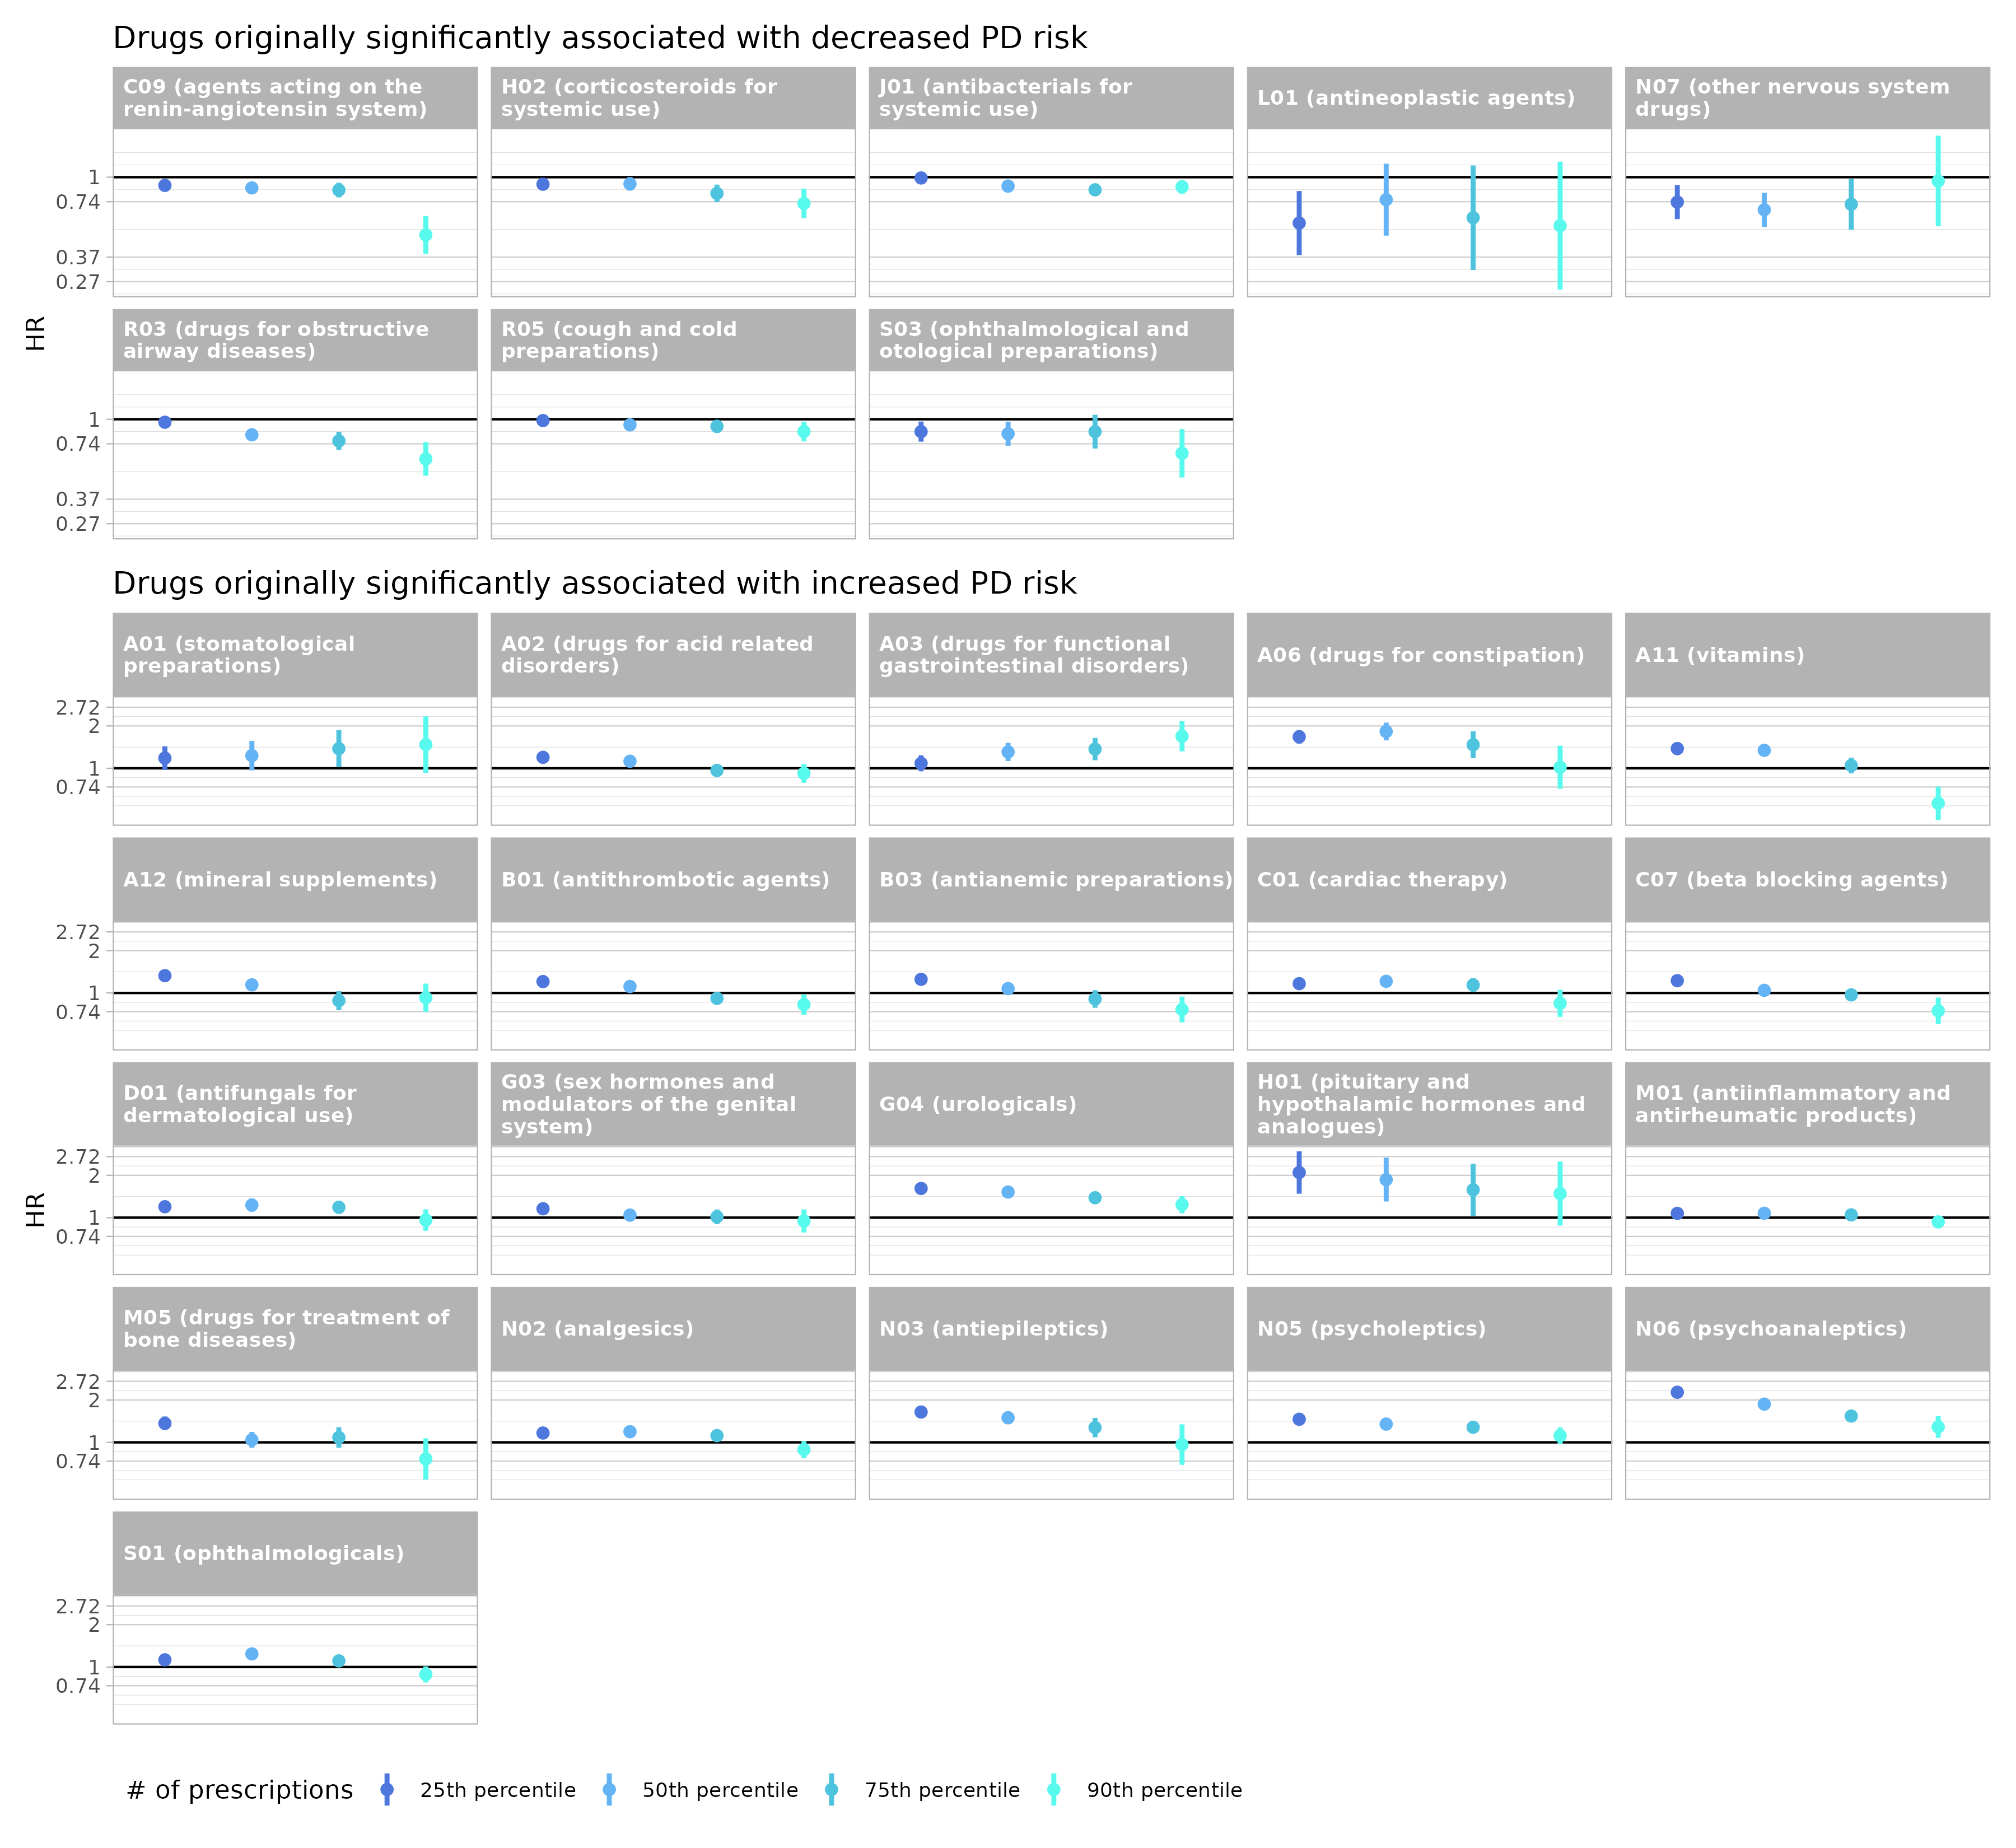 Drugs originally significantly associated with decreased PD risk
C09 (agents acting on the
renin-angiotensin system)
H02 (corticosteroids for
systemic use)
J01 (antibacterials for
systemic use)
L01 (antineoplastic agents)
N07 (other nervous system
drugs)
1
0.74
0.37
0.27
HR
R03 (drugs for obstructive
airway diseases)
R05 (cough and cold
preparations)
S03 (ophthalmological and
otological preparations)
1
0.74
0.37
0.27
Drugs originally significantly associated with increased PD risk
A01 (stomatological
preparations)
A02 (drugs for acid related
disorders)
A03 (drugs for functional
gastrointestinal disorders)
A06 (drugs for constipation)
A11 (vitamins)
2.72
2
1
0.74
A12 (mineral supplements)
B01 (antithrombotic agents)
B03 (antianemic preparations)
C01 (cardiac therapy)
C07 (beta blocking agents)
2.72
2
1
0.74
D01 (antifungals for
dermatological use)
G03 (sex hormones and
modulators of the genital
system)
G04 (urologicals)
H01 (pituitary and
hypothalamic hormones and
analogues)
M01 (antiinflammatory and
antirheumatic products)
2.72
2
1
0.74
HR
M05 (drugs for treatment of
bone diseases)
N02 (analgesics)
N03 (antiepileptics)
N05 (psycholeptics)
N06 (psychoanaleptics)
2.72
2
1
0.74
S01 (ophthalmologicals)
2.72
2
1
0.74
# of prescriptions
25th percentile
50th percentile
75th percentile
90th percentile